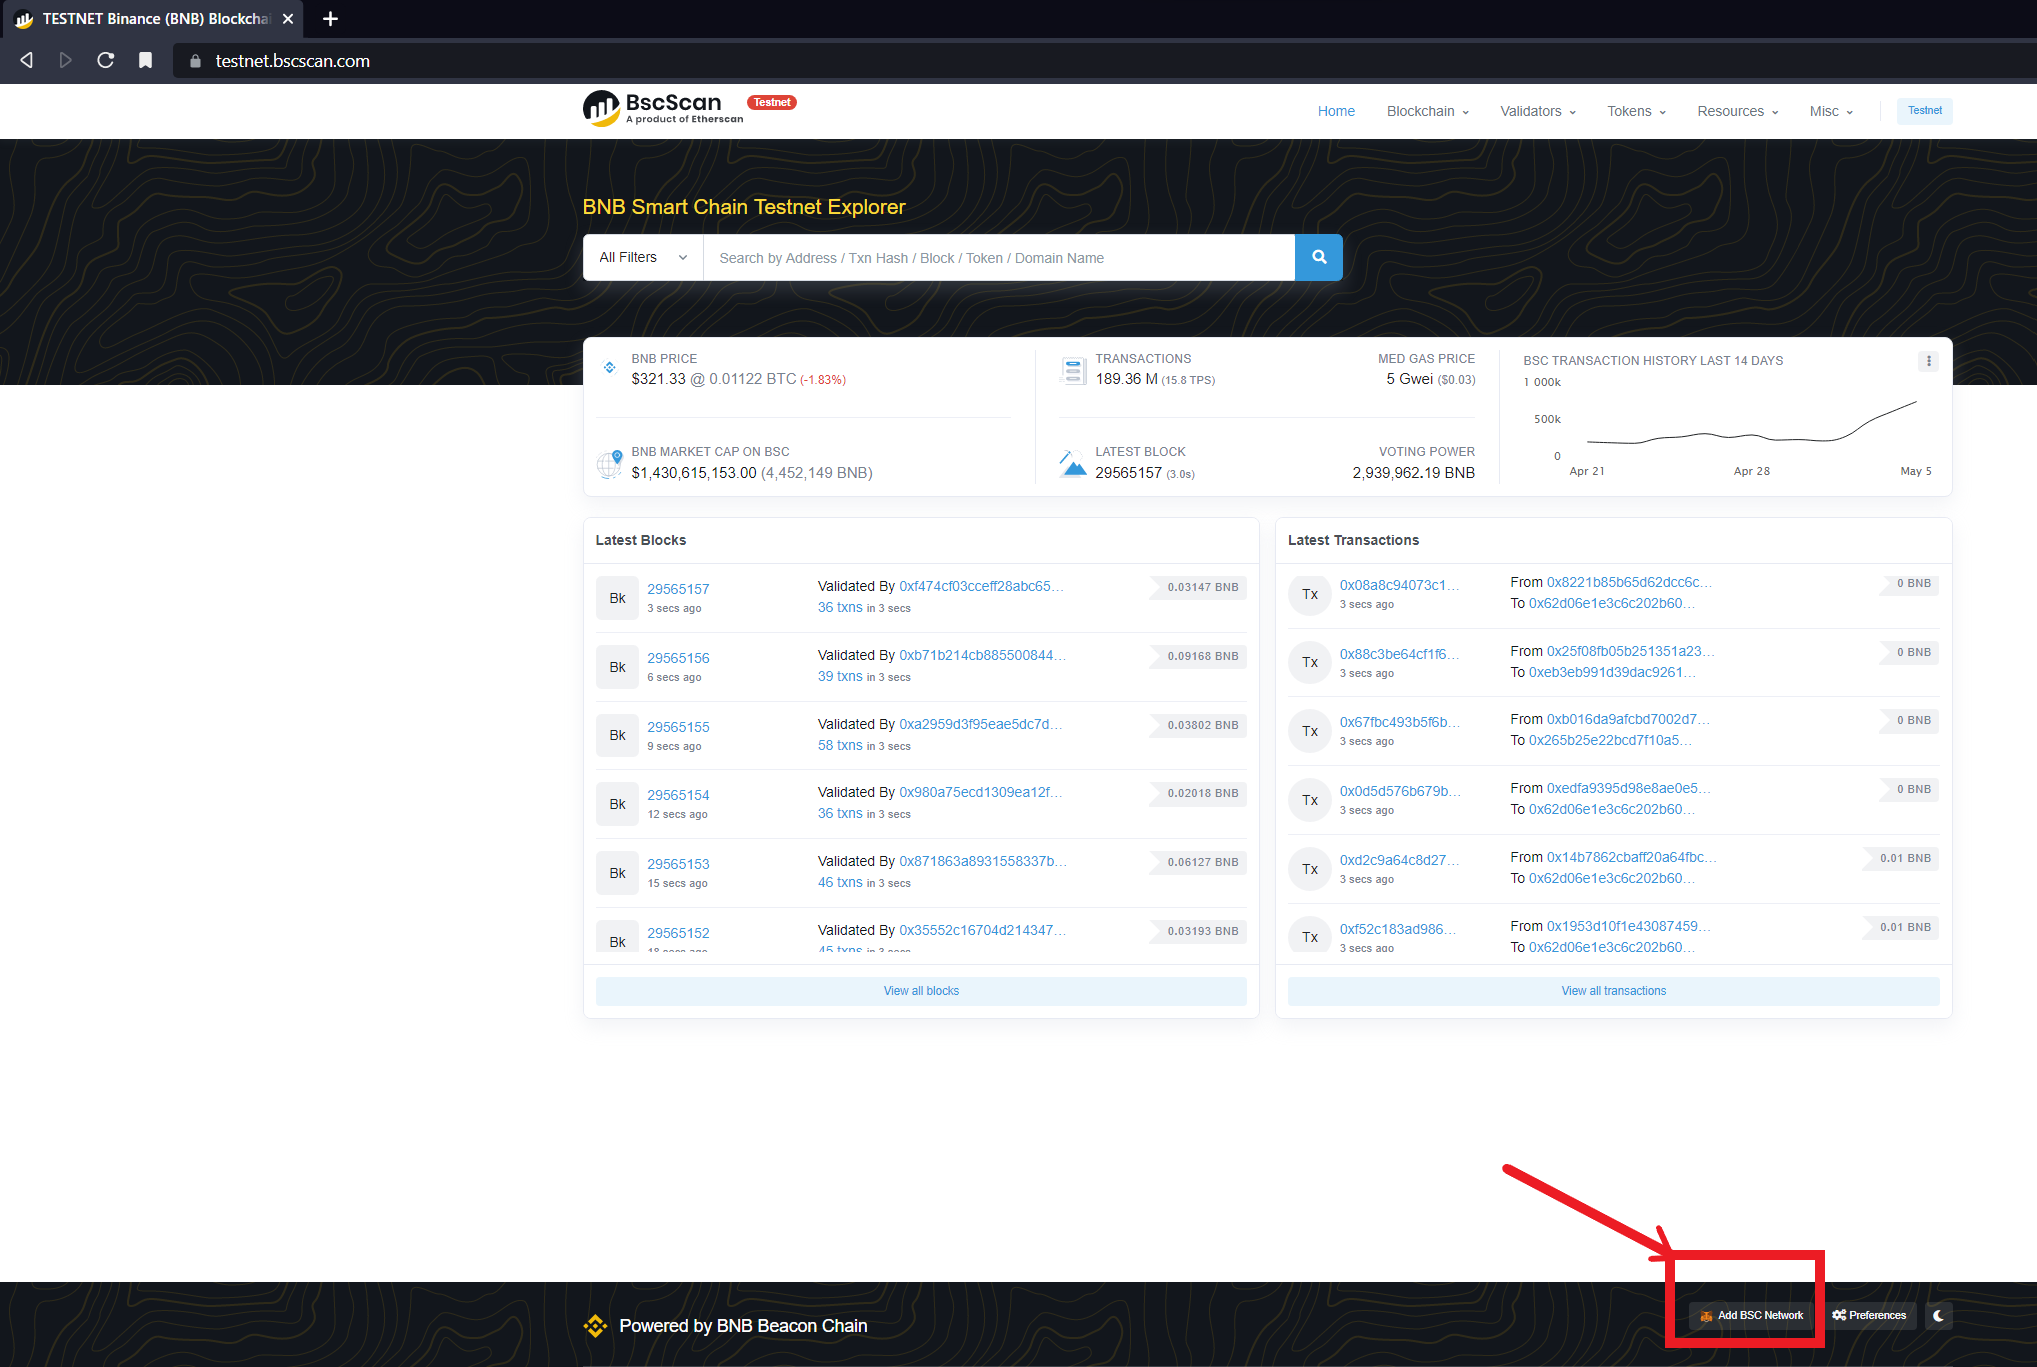 TESTNET Binance (BNB) Blockcha
testnet.bscscan.com
BscScan
A product of Etherscan
Testnet
Home
Blockchain
Validators
Tokens
Resources
Misc
Testnet
BNB Smart Chain Testnet Explorer
All Filters
Search by Address / Txn Hash / Block / Token / Domain Name
BNB PRICE
$321.33 @ 0.01122 BTC (-1.83%)
BNB MARKET CAP ON BSC
$1,430,615,153.00 (4,452,149 BNB)
TRANSACTIONS
189.36 M (15.8 TPS)
MED GAS PRICE
5 Gwei ($0.03)
LATEST BLOCK
29565157 (3.0s)
VOTING POWER
2,939,962.19 BNB
BSC TRANSACTION HISTORY LAST 14 DAYS
1 000k
500k
0
Apr 21
Apr 28
May 5
Latest Blocks
Bk
29565157
3 secs ago
Validated By 0xf474cf03cceff28abc65...
36 txns in 3 secs
0.03147 BNB
Bk
29565156
6 secs ago
Validated By 0xb71b214cb885500844...
39 txns in 3 secs
0.09168 BNB
Bk
29565155
9 secs ago
Validated By 0xa2959d3f95eae5dc7d...
58 txns in 3 secs
0.03802 BNB
Bk
29565154
12 secs ago
Validated By 0x980a75ecd1309ea12f...
36 txns in 3 secs
0.02018 BNB
Bk
29565153
15 secs ago
Validated By 0x871863a8931558337b...
46 txns in 3 secs
0.06127 BNB
Bk
29565152
18 secs ago
Validated By 0x35552c16704d214347...
45 txns in 3 secs
0.03193 BNB
View all blocks
Latest Transactions
Tx
0x08a8c94073c1...
3 secs ago
From 0x8221b85b65d62dcc6c...
To 0x62d06e1e3c6c202b60...
0 BNB
Tx
0x88c3be64cf1f6...
3 secs ago
From 0x25f08fb05b251351a23...
To 0xeb3eb991d39dac9261...
0 BNB
Tx
0x67fbc493b5f6b...
3 secs ago
From 0xb016da9afcbd7002d7...
To 0x265b25e22bcd7f10a5...
0 BNB
Tx
0x0d5d576b679b...
3 secs ago
From 0xedfa9395d98e8ae0e5...
To 0x62d06e1e3c6c202b60...
0 BNB
Tx
0xd2c9a64c8d27...
3 secs ago
From 0x14b7862cbaff20a64fbc...
To 0x62d06e1e3c6c202b60...
0.01 BNB
Tx
0xf52c183ad986...
3 secs ago
From 0x1953d10f1e43087459...
To 0x62d06e1e3c6c202b60...
0.01 BNB
View all transactions
Powered by BNB Beacon Chain
Add BSC Network
Preferences